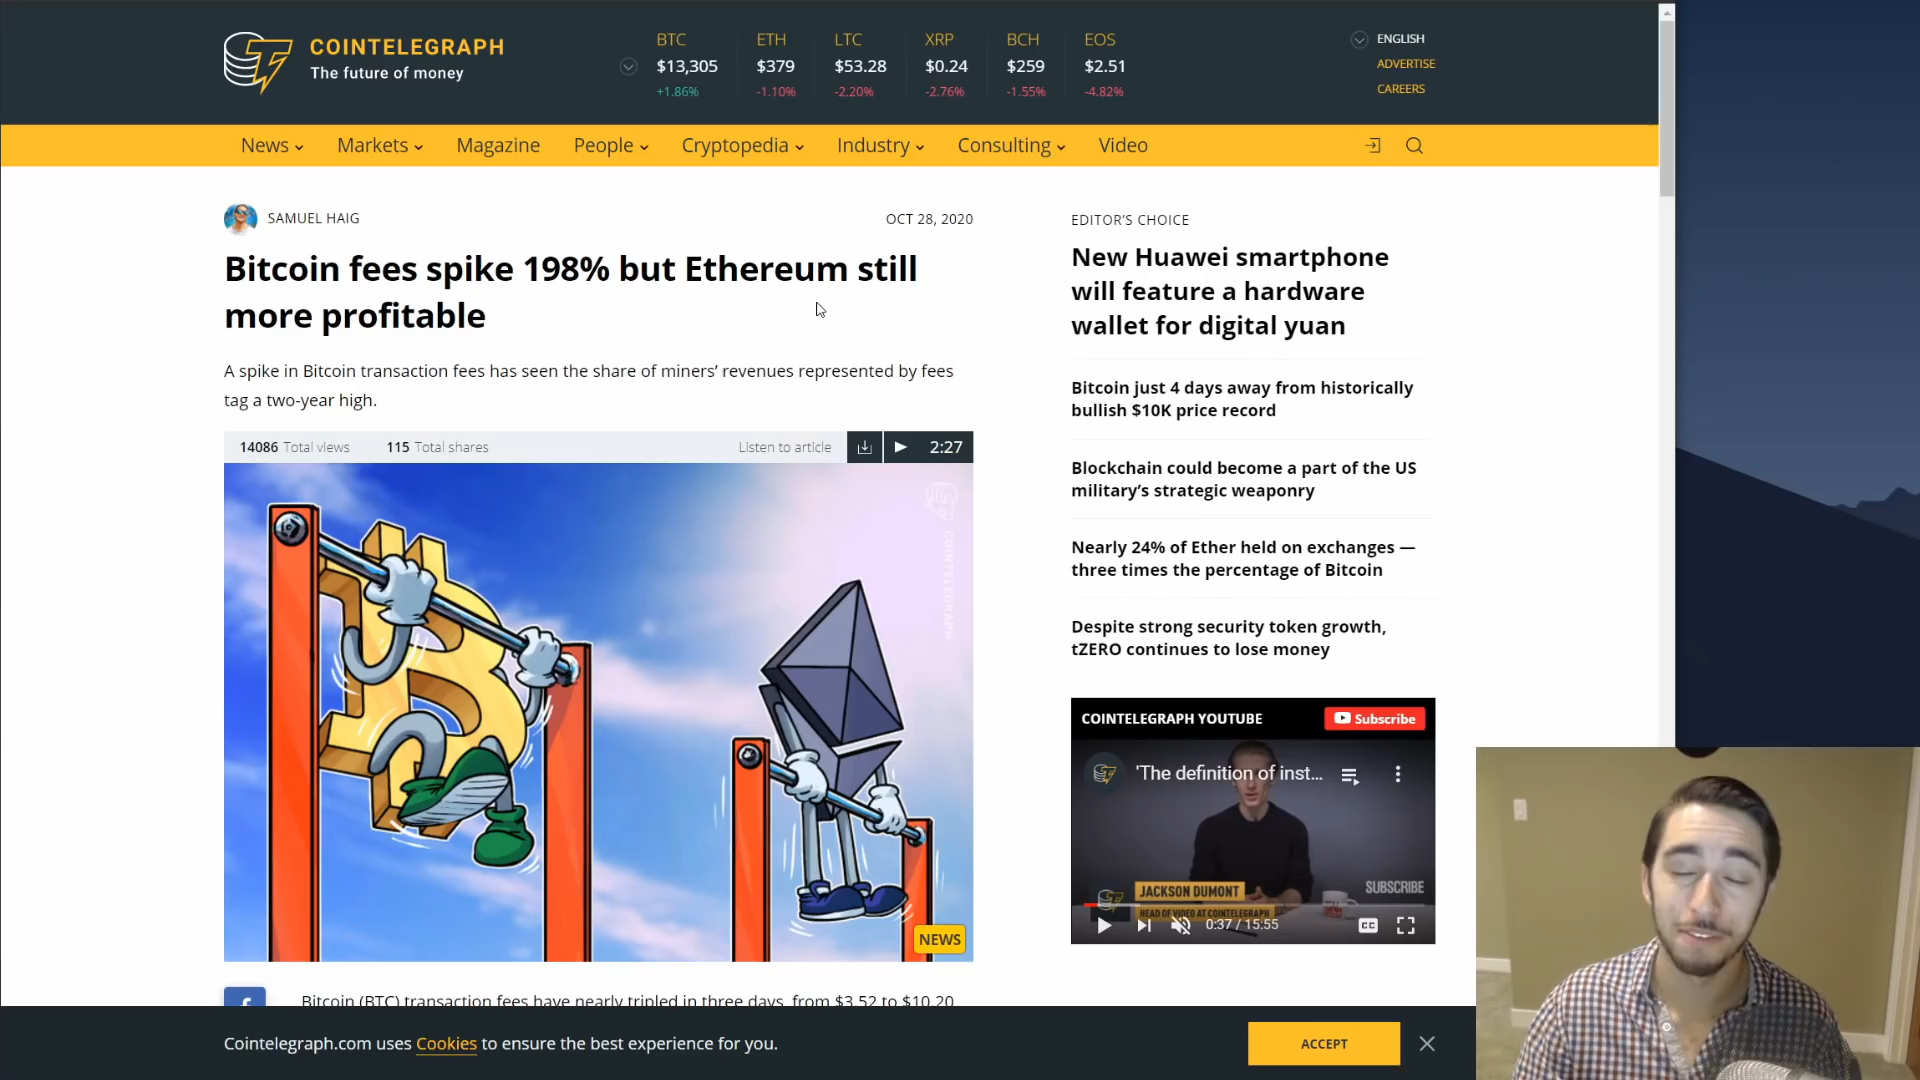 COINTELEGRAPH
The future of money
BTC
$13,305
+1.86%
ETH
$379
-1.10%
LTC
$53.28
-2.20%
XRP
$0.24
-2.76%
BCH
$259
-1.55%
EOS
$2.51
-4.82%
ENGLISH
ADVERTISE
CAREERS
News
Markets
Magazine
People
Cryptopedia
Industry
Consulting
Video
SAMUEL HAIG
OCT 28, 2020
Bitcoin fees spike 198% but Ethereum still
more profitable
A spike in Bitcoin transaction fees has seen the share of miners’ revenues represented by fees
tag a two-year high.
14086 Total views
115 Total shares
Listen to article
2:27
COINTELEGRAPH
NEWS
Bitcoin (BTC) transaction fees have nearly tripled in three days, from $3.52 to $10.20
EDITOR’S CHOICE
New Huawei smartphone
will feature a hardware
wallet for digital yuan
Bitcoin just 4 days away from historically
bullish $10K price record
Blockchain could become a part of the US
military’s strategic weaponry
Nearly 24% of Ether held on exchanges —
three times the percentage of Bitcoin
Despite strong security token growth,
tZERO continues to lose money
COINTELEGRAPH YOUTUBE
Subscribe
'The definition of inst...
JACKSON DUMONT
HEAD OF VIDEO AT COINTELEGRAPH
SUBSCRIBE
0:37 / 15:55
CC
Cointelegraph.com uses Cookies to ensure the best experience for you.
ACCEPT